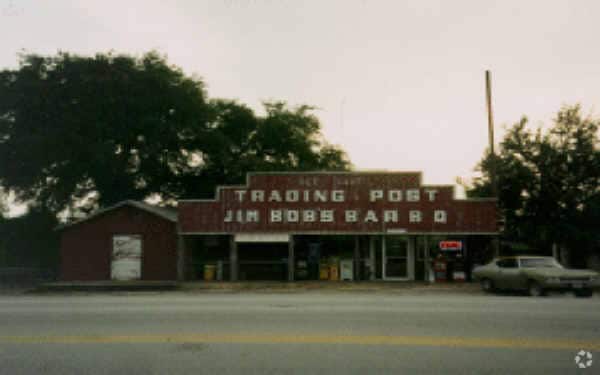 TRADING POST
JIM BOBS BAR B Q